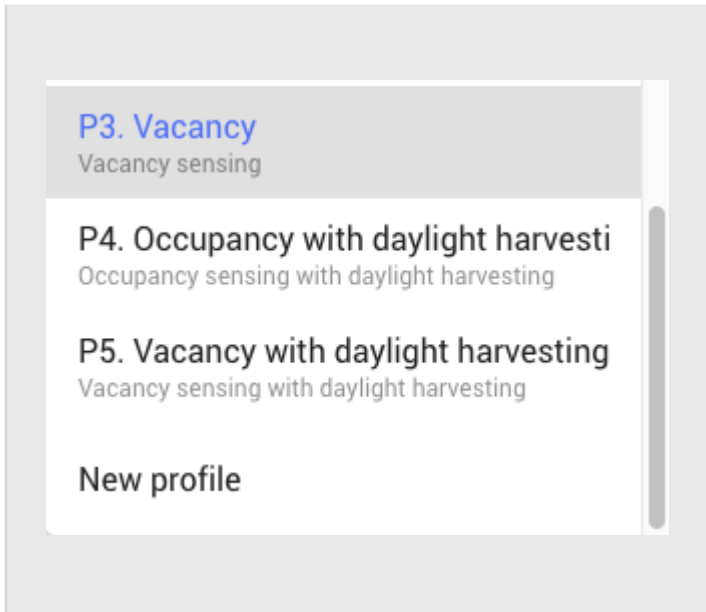 P3. Vacancy
Vacancy sensing
P4. Occupancy with daylight harvesti
Occupancy sensing with daylight harvesting
P5. Vacancy with daylight harvesting
Vacancy sensing with daylight harvesting
New profile